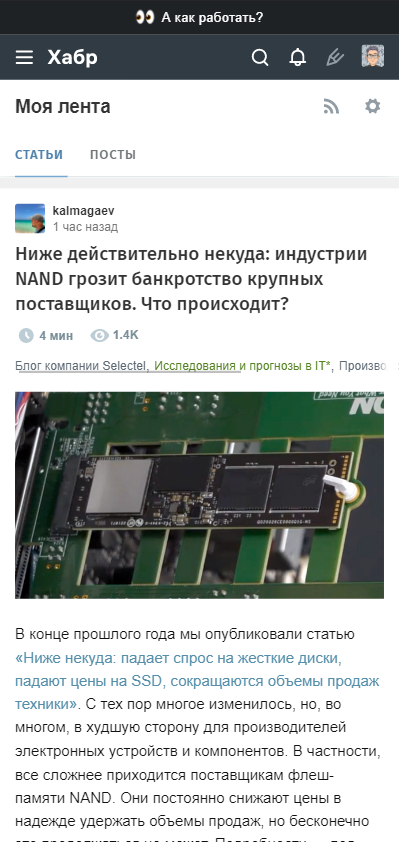 А как работать?
Хабр
Моя лента
СТАТЬИ
ПОСТЫ
kalmagaev
1 час назад
Ниже действительно некуда: индустрии
NAND грозит банкротство крупных
поставщиков. Что происходит?
4 мин
1.4K
Блог компании Selectel, Исследования и прогнозы в IT*, Произво
What You Need
В конце прошлого года мы опубликовали статью
«Ниже некуда: падает спрос на жесткие диски,
падают цены на SSD, сокращаются объемы продаж
техники». С тех пор многое изменилось, но, во
многом, в худшую сторону для производителей
электронных устройств и компонентов. В частности,
все сложнее приходится поставщикам флеш-
памяти NAND. Они постоянно снижают цены в
надежде удержать объемы продаж, но бесконечно